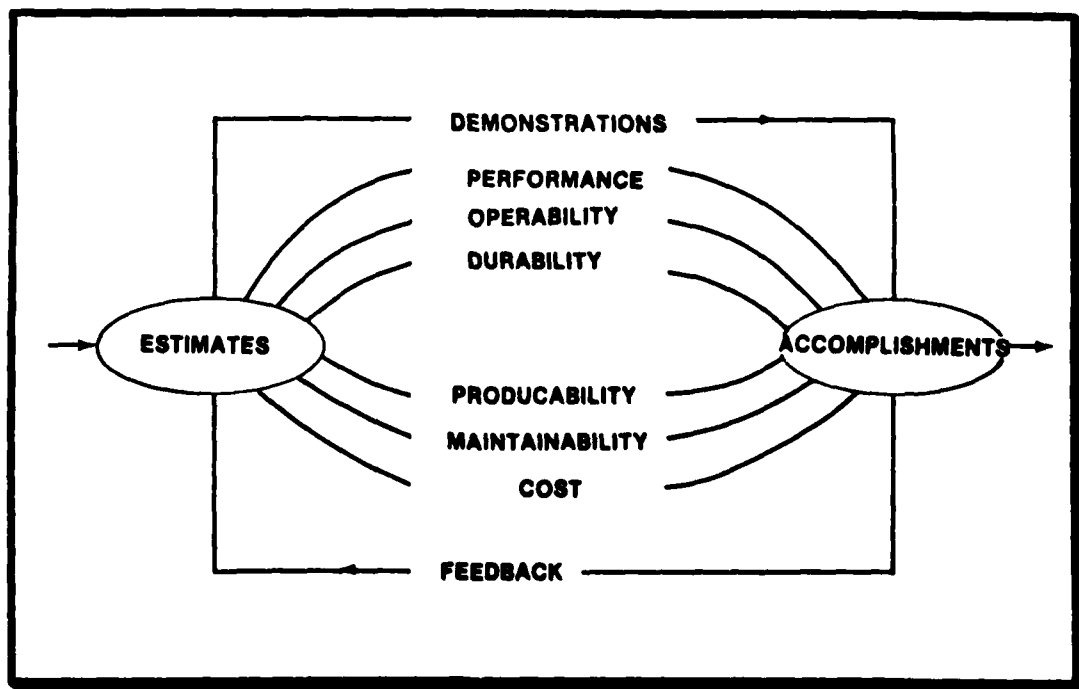 DEMONSTRATIONS
PERFORMANCE
OPERABILITY
DURABILITY
ESTIMATES
ACCOMPLISHMENTS
PRODUCABILITY
MAINTAINABILITY
COST
FEEDBACK